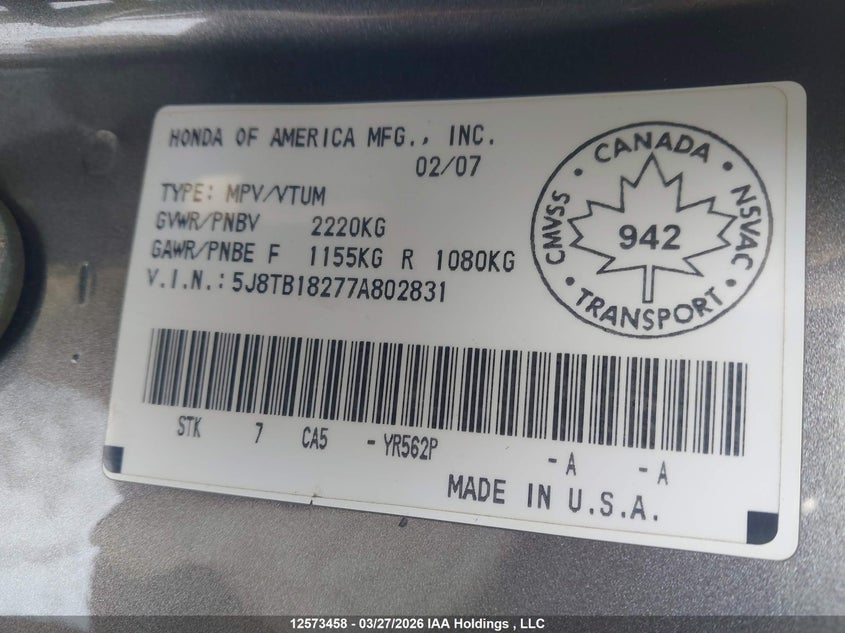 HONDA OF AMERICA MFG., INC.
02/07
TYPE: MPV/VTUM
GVWR/PNBV 2220KG
GAWR/PNBE F 1155KG R 1080KG
V.I.N.: 5J8TB18277A802831
CANADA
CMVSS
942
NSVAC
TRANSPORT
STK 7 CA5 -YR562P -A -A
MADE IN U.S.A.
12573458 - 03/27/2026 IAA Holdings , LLC